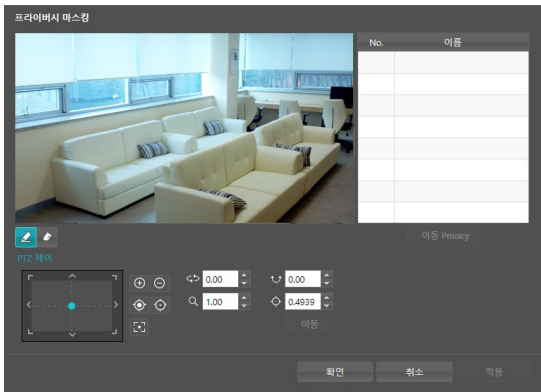 프라이버시 마스킹
No. 이름
이동 Privacy
PTZ 제어
0.00 0.00
1.00 0.4939
이동
확인 취소 적용